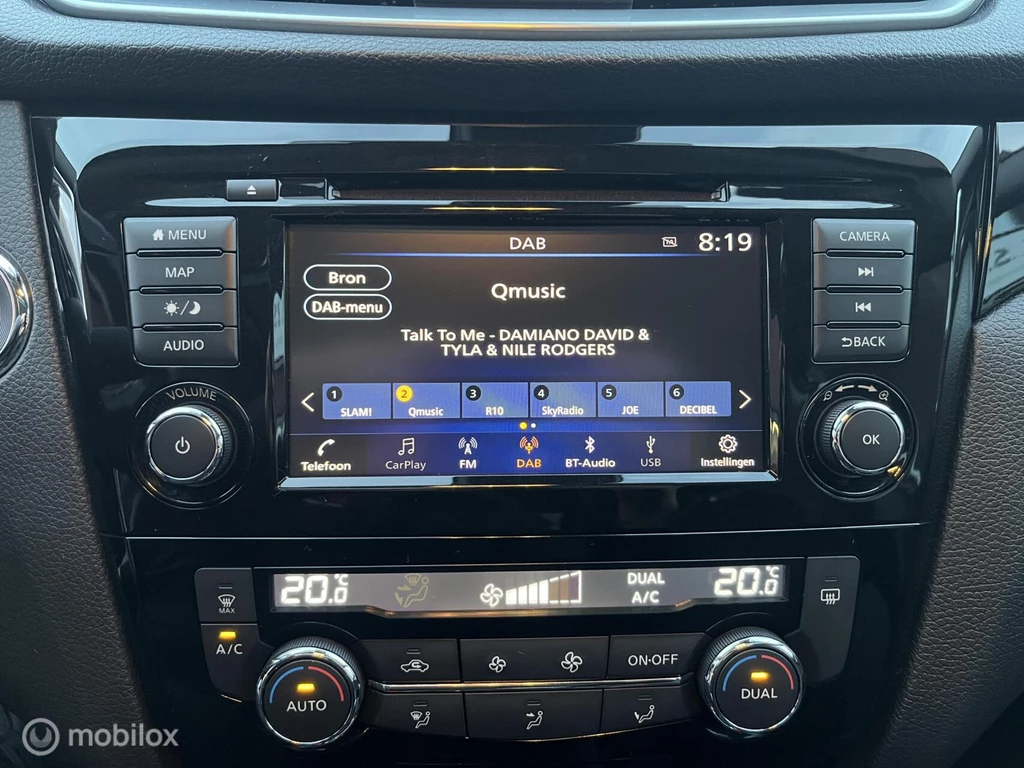 MENU
MAP
AUDIO
VOLUME
DAB
8:19
Bron
DAB-menu
Qmusic
Talk To Me - DAMIANO DAVID &
TYLA & NILE RODGERS
1 SLAM!
2 Qmusic
3 R10
4 SkyRadio
5 JOE
6 DECIBEL
Telefoon
CarPlay
FM
DAB
BT-Audio
USB
Instellingen
CAMERA
BACK
OK
20.0°C
DUAL
A/C
20.0°C
MAX
A/C
AUTO
ON·OFF
DUAL
mobilox